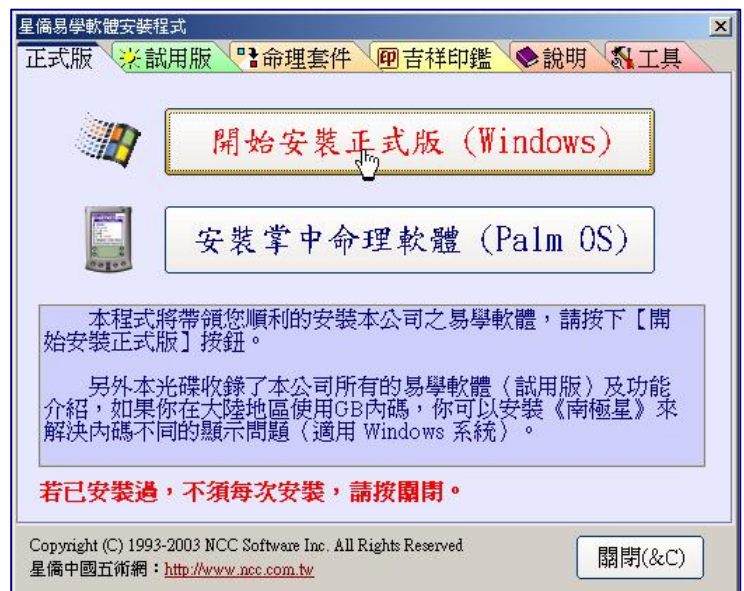 星僑易學軟體安裝程式
正式版 試用版 命理套件 吉祥印鑑 說明 工具
開始安裝正式版 (Windows)
安裝掌中命理軟體 (Palm OS)
本程式將帶領您順利的安裝本公司之易學軟體，請按下【開
始安裝正式版】按鈕。
另外本光碟收錄了本公司所有的易學軟體（試用版）及功能
介紹，如果你在大陸地區使用GB內碼，你可以安裝《南極星》來
解決內碼不同的顯示問題（適用 Windows 系統）。
若已安裝過，不須每次安裝，請按關閉。
Copyright (C) 1993-2003 NCC Software Inc. All Rights Reserved
星僑中國五術網：http://www.ncc.com.tw
關閉(&C)